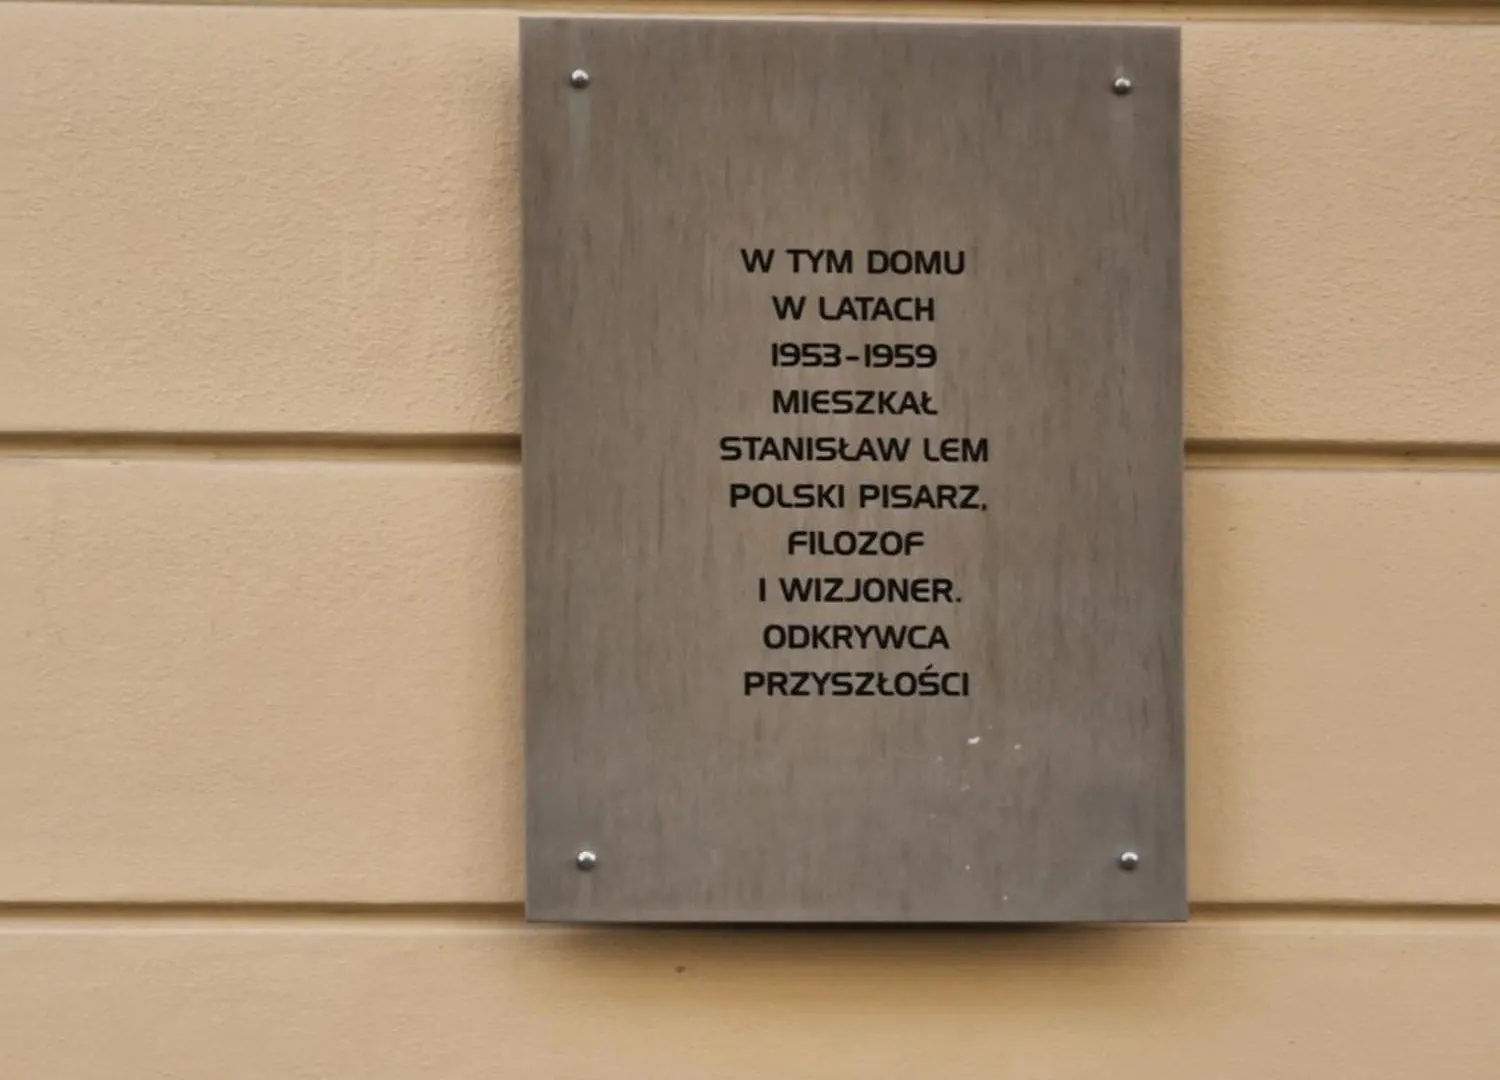 W TYM DOMU
W LATACH
1953-1959
MIESZKAŁ
STANISŁAW LEM
POLSKI PISARZ,
FILOZOF
I WIZJONER.
ODKRYWCA
PRZYSZŁOŚCI